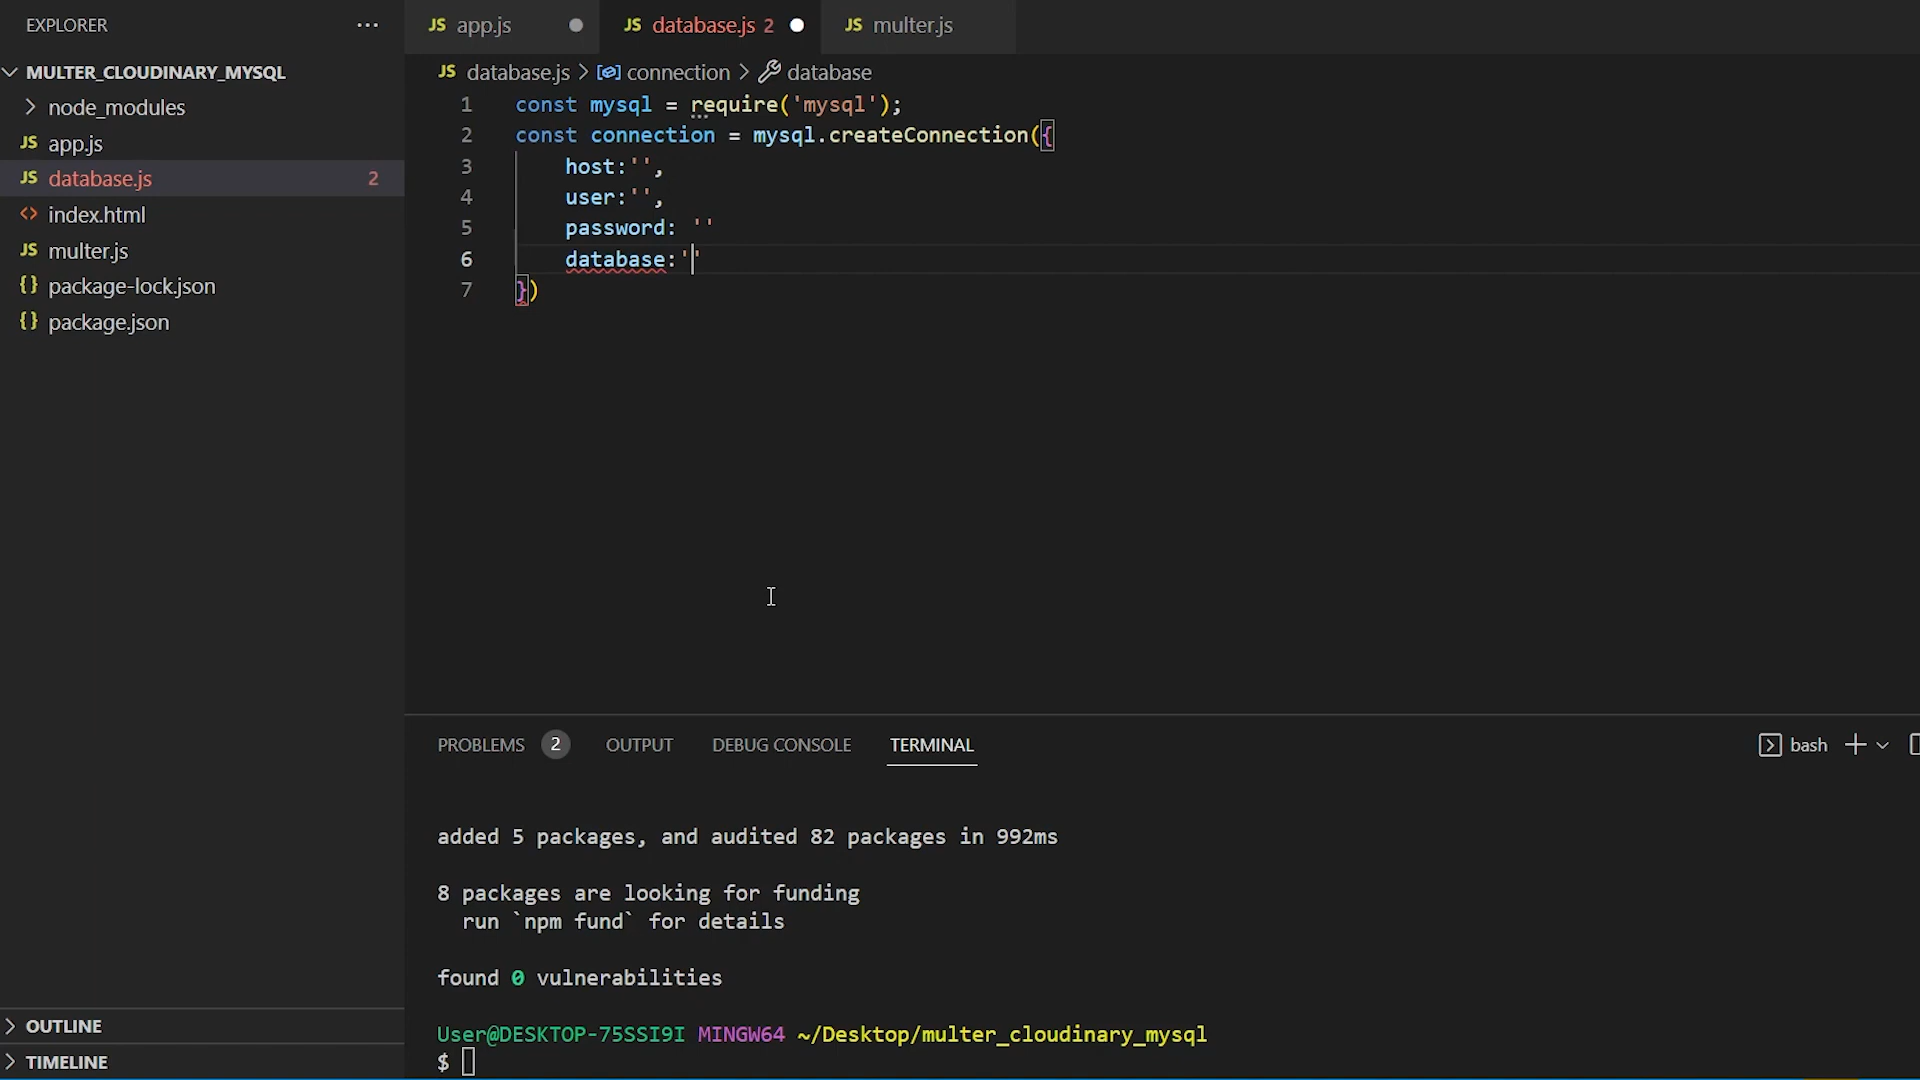 EXPLORER
MULTER_CLOUDINARY_MYSQL
node_modules
JS app.js
JS database.js 2
<> index.html
JS multer.js
{} package-lock.json
{} package.json
OUTLINE
TIMELINE
JS app.js
JS database.js 2
JS multer.js
JS database.js > connection > database
1 const mysql = require('mysql');
2 const connection = mysql.createConnection({
3 host:'',
4 user:'',
5 password: ''
6 database:''
7 })
PROBLEMS 2 OUTPUT DEBUG CONSOLE TERMINAL
bash
added 5 packages, and audited 82 packages in 992ms
8 packages are looking for funding
run `npm fund` for details
found 0 vulnerabilities
User@DESKTOP-75SSI9I MINGW64 ~/Desktop/multer_cloudinary_mysql
$